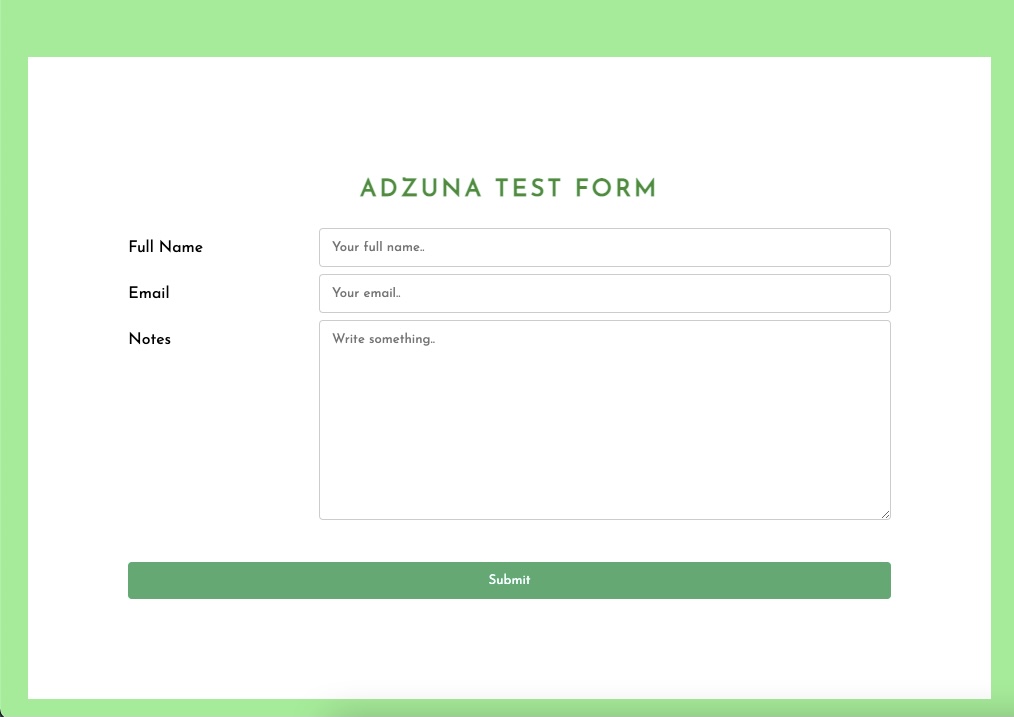 ADZUNA TEST FORM
Full Name
Your full name..
Email
Your email..
Notes
Write something..
Submit